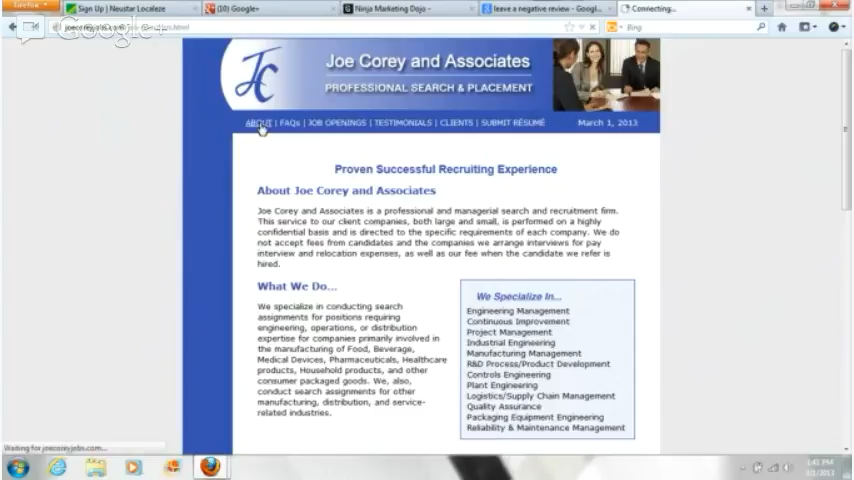 Firefox
Sign Up | Neustar Localeze
(10) Google+
Ninja Marketing Dojo -
leave a negative review - Googl...
Connecting...
Google+
Bing
JC
Joe Corey and Associates
PROFESSIONAL SEARCH & PLACEMENT
ABOUT | FAQs | JOB OPENINGS | TESTIMONIALS | CLIENTS | SUBMIT RÉSUMÉ
March 1, 2013
Proven Successful Recruiting Experience
About Joe Corey and Associates
Joe Corey and Associates is a professional and managerial search and recruitment firm.
This service to our client companies, both large and small, is performed on a highly
confidential basis and is directed to the specific requirements of each company. We do
not accept fees from candidates and the companies we arrange interviews for pay
interview and relocation expenses, as well as our fee when the candidate we refer is
hired.
What We Do...
We specialize in conducting search
assignments for positions requiring
engineering, operations, or distribution
expertise for companies primarily involved in
the manufacturing of Food, Beverage,
Medical Devices, Pharmaceuticals, Healthcare
products, Household products, and other
consumer packaged goods. We, also,
conduct search assignments for other
manufacturing, distribution, and service-
related industries.
We Specialize In...
Engineering Management
Continuous Improvement
Project Management
Industrial Engineering
Manufacturing Management
R&D Process/Product Development
Controls Engineering
Plant Engineering
Logistics/Supply Chain Management
Quality Assurance
Packaging Equipment Engineering
Reliability & Maintenance Management
Waiting for joecoreyjobs.com...
1:41 PM
3/1/2013